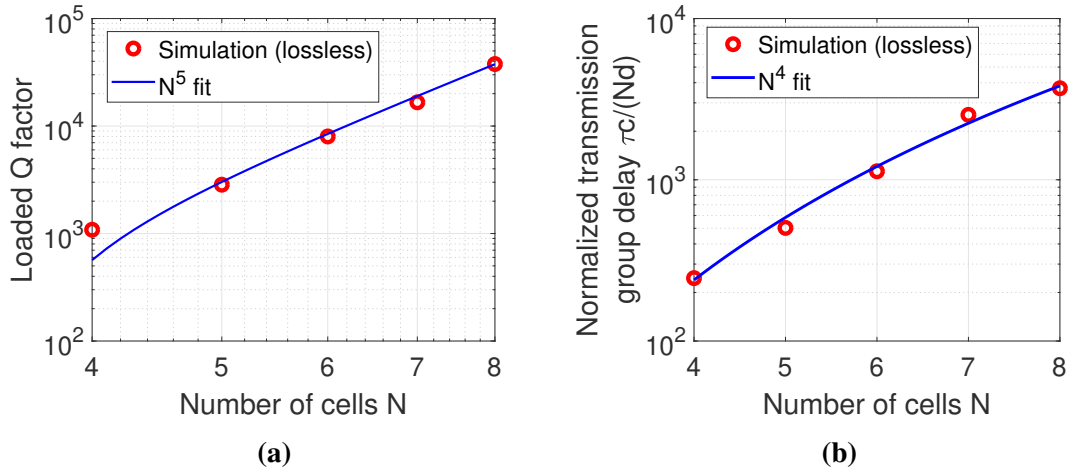 10^5
10^4
10^3
10^2
Loaded Q factor
Simulation (lossless)
N^5 fit
4 5 6 7 8
Number of cells N
(a)
10^4
10^3
10^2
Normalized transmission
group delay τc/(Nd)
Simulation (lossless)
N^4 fit
4 5 6 7 8
Number of cells N
(b)